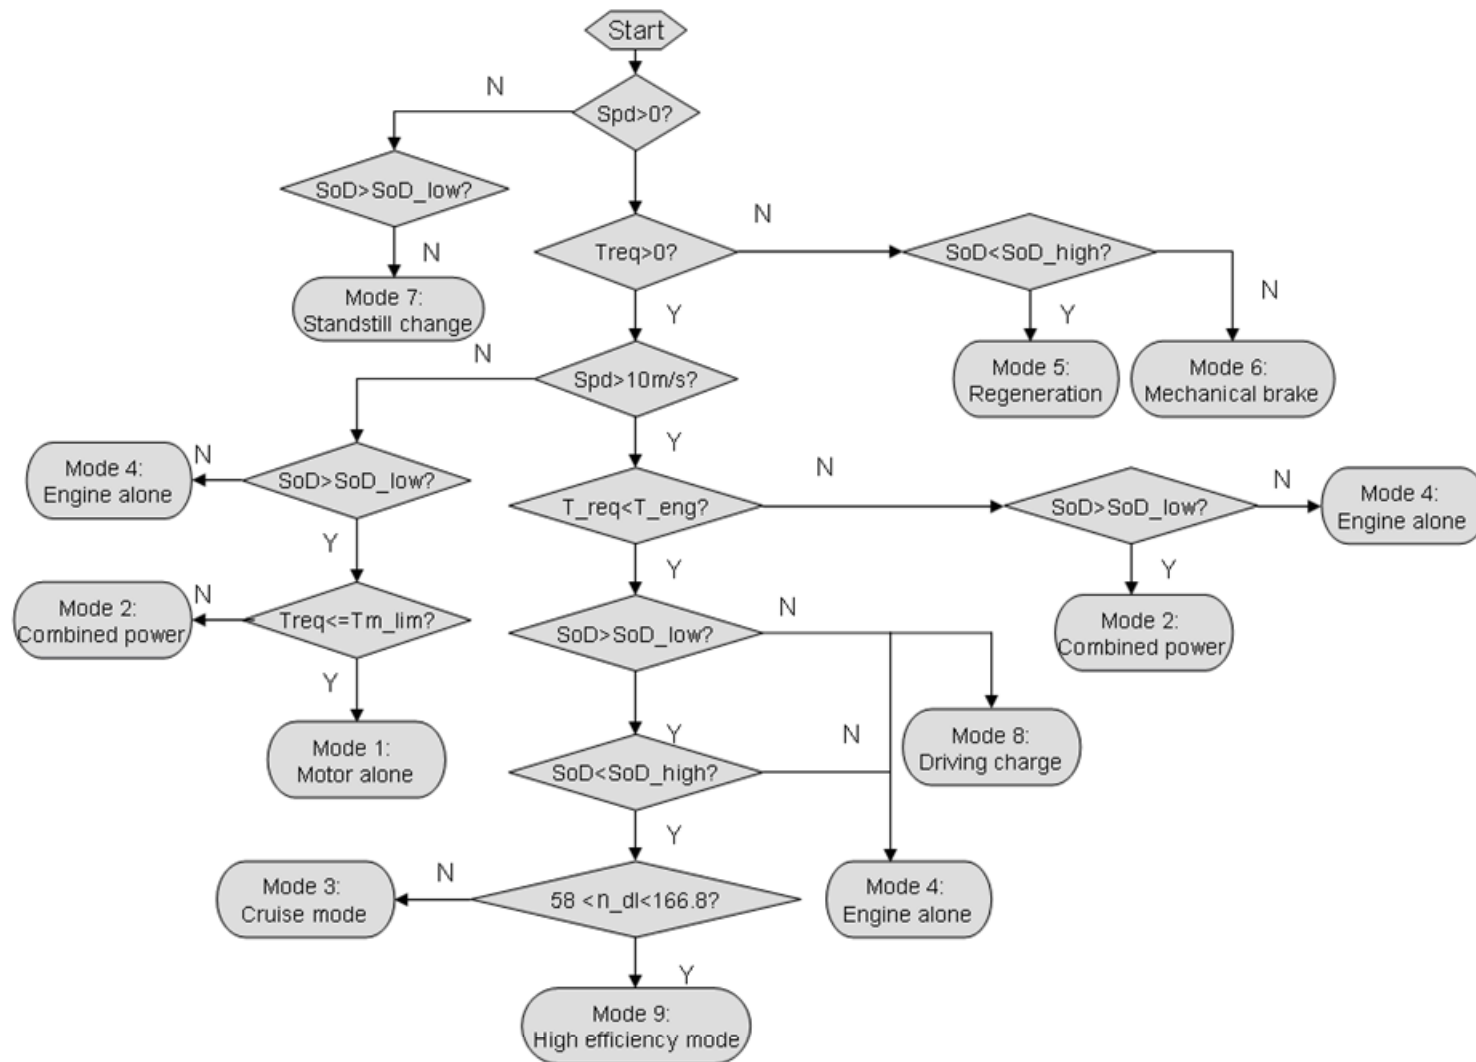 Start
N
Spd>0?
SoD>SoD_low?
N
Treq>0?
N
SoD<SoD_high?
Mode 7:
Standstill change
Y
Y
N
N
Spd>10m/s?
Mode 5:
Regeneration
Mode 6:
Mechanical brake
Y
Mode 4:
Engine alone
N
SoD>SoD_low?
T_req<T_eng?
N
SoD>SoD_low?
N
Mode 4:
Engine alone
Y
Y
Y
Mode 2:
Combined power
N
Treq<=Tm_lim?
SoD>SoD_low?
N
Mode 2:
Combined power
Y
Y
Mode 1:
Motor alone
SoD<SoD_high?
N
Mode 8:
Driving charge
Y
Mode 3:
Cruise mode
N
58 <n_dl<166.8?
Mode 4:
Engine alone
Y
Mode 9:
High efficiency mode